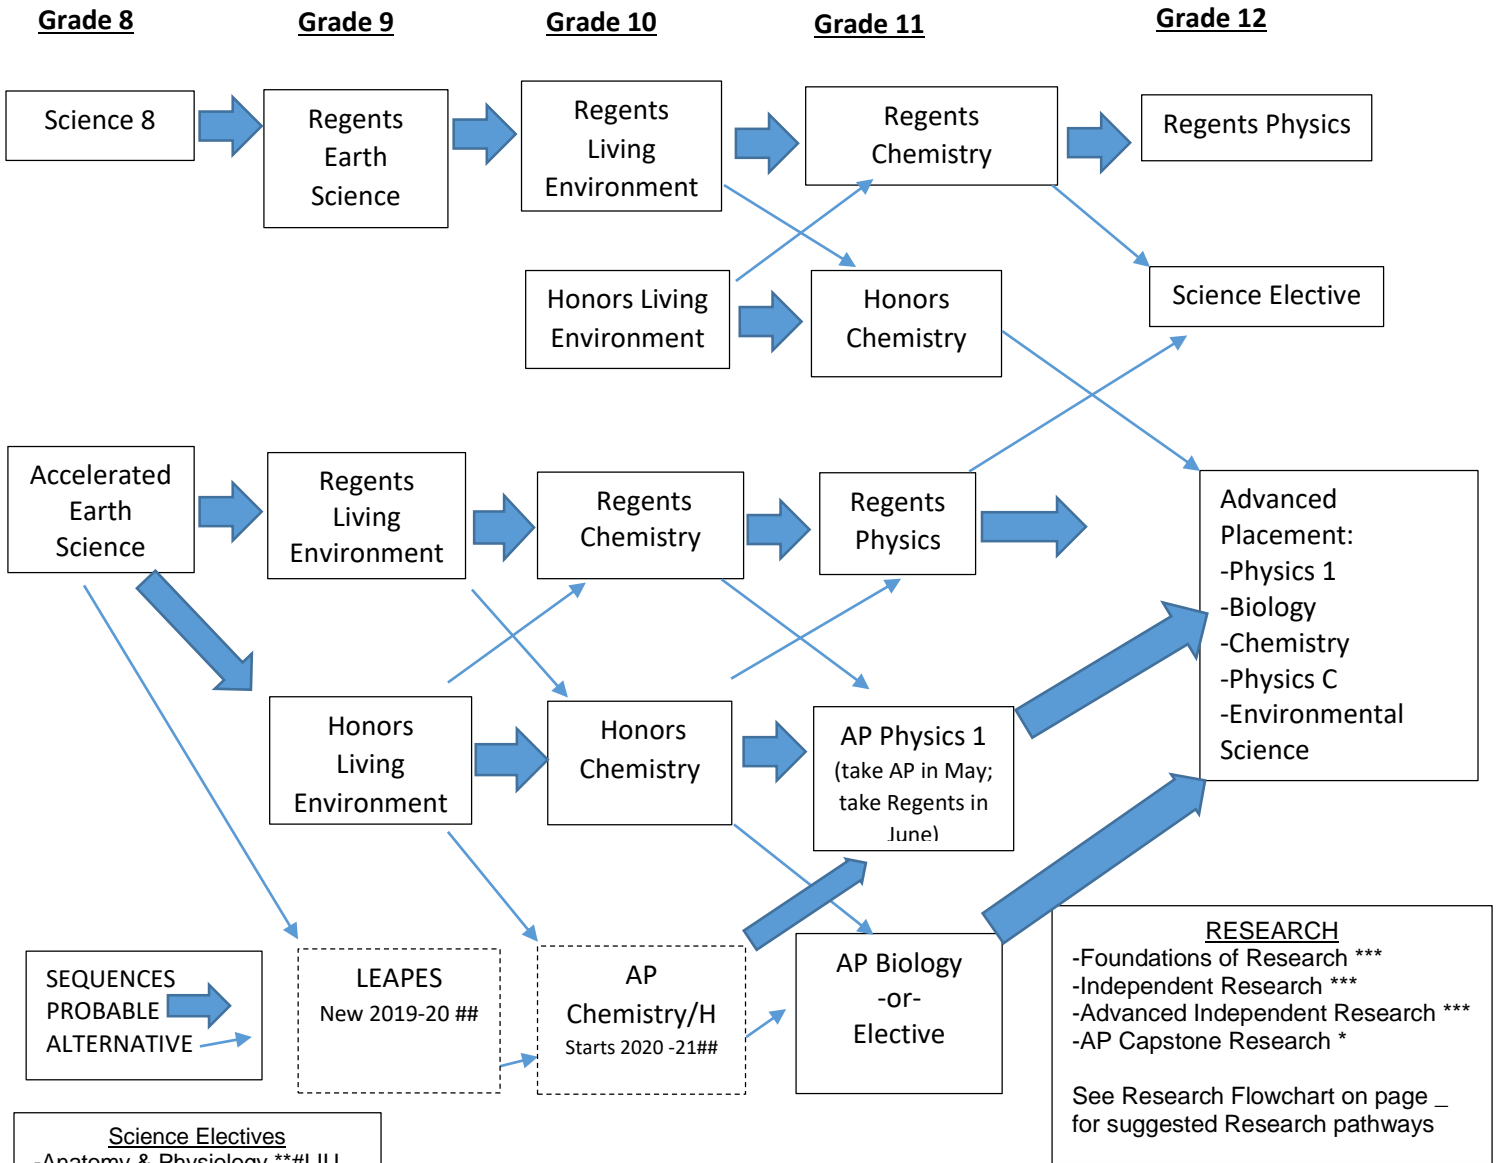 Grade 8
Grade 9
Grade 10
Grade 11
Grade 12
Science 8
Regents
Earth
Science
Regents
Living
Environment
Regents
Chemistry
Regents Physics
Honors Living
Environment
Honors
Chemistry
Science Elective
Accelerated
Earth
Science
Regents
Living
Environment
Regents
Chemistry
Regents
Physics
Advanced
Placement:
-Physics 1
-Biology
-Chemistry
-Physics C
-Environmental
Science
Honors
Living
Environment
Honors
Chemistry
AP Physics 1
(take AP in May;
take Regents in
June)
SEQUENCES
PROBABLE
ALTERNATIVE
LEAPES
New 2019-20 ##
AP
Chemistry/H
Starts 2020 -21##
AP Biology
-or-
Elective
RESEARCH
-Foundations of Research ***
-Independent Research ***
-Advanced Independent Research ***
-AP Capstone Research *
See Research Flowchart on page _
for suggested Research pathways
Science Electives
-Anatomy & Physiology **#LIU